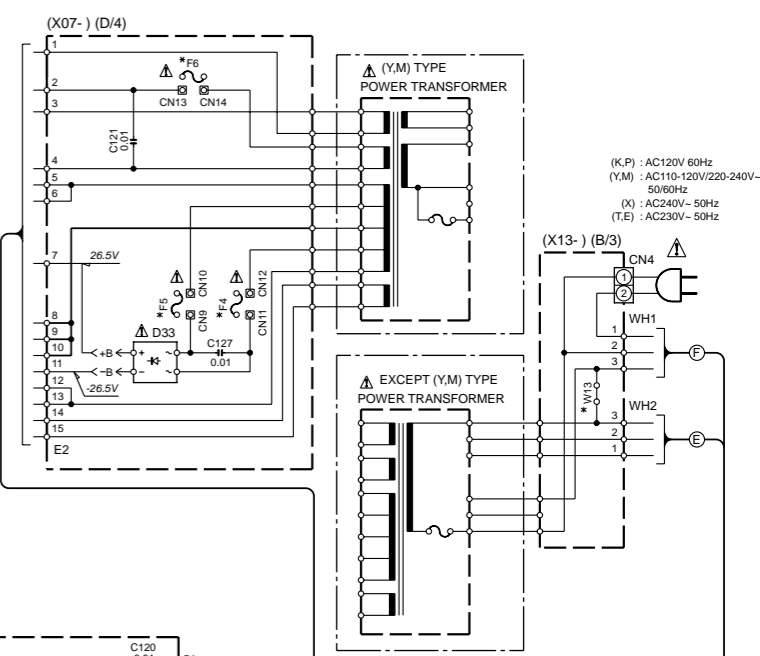 (X07- ) (D/4)
1
2
3
4
5
6
7
8
9
10
11
12
13
14
15
E2
* F6
CN13 CN14
C121
0.01
26.5V
-26.5V
* F5
CN10
CN9
* F4
CN12
CN11
D33
+B
-B
+ ~
- ~
C127
0.01
(Y,M) TYPE
POWER TRANSFORMER
EXCEPT (Y,M) TYPE
POWER TRANSFORMER
(K,P) : AC120V 60Hz
(Y,M) : AC110-120V/220-240V~
50/60Hz
(X) : AC240V~ 50Hz
(T,E) : AC230V~ 50Hz
(X13- ) (B/3)
CN4
1
2
WH1
1
2
3
F
* W13
WH2
3
2
1
E
C120